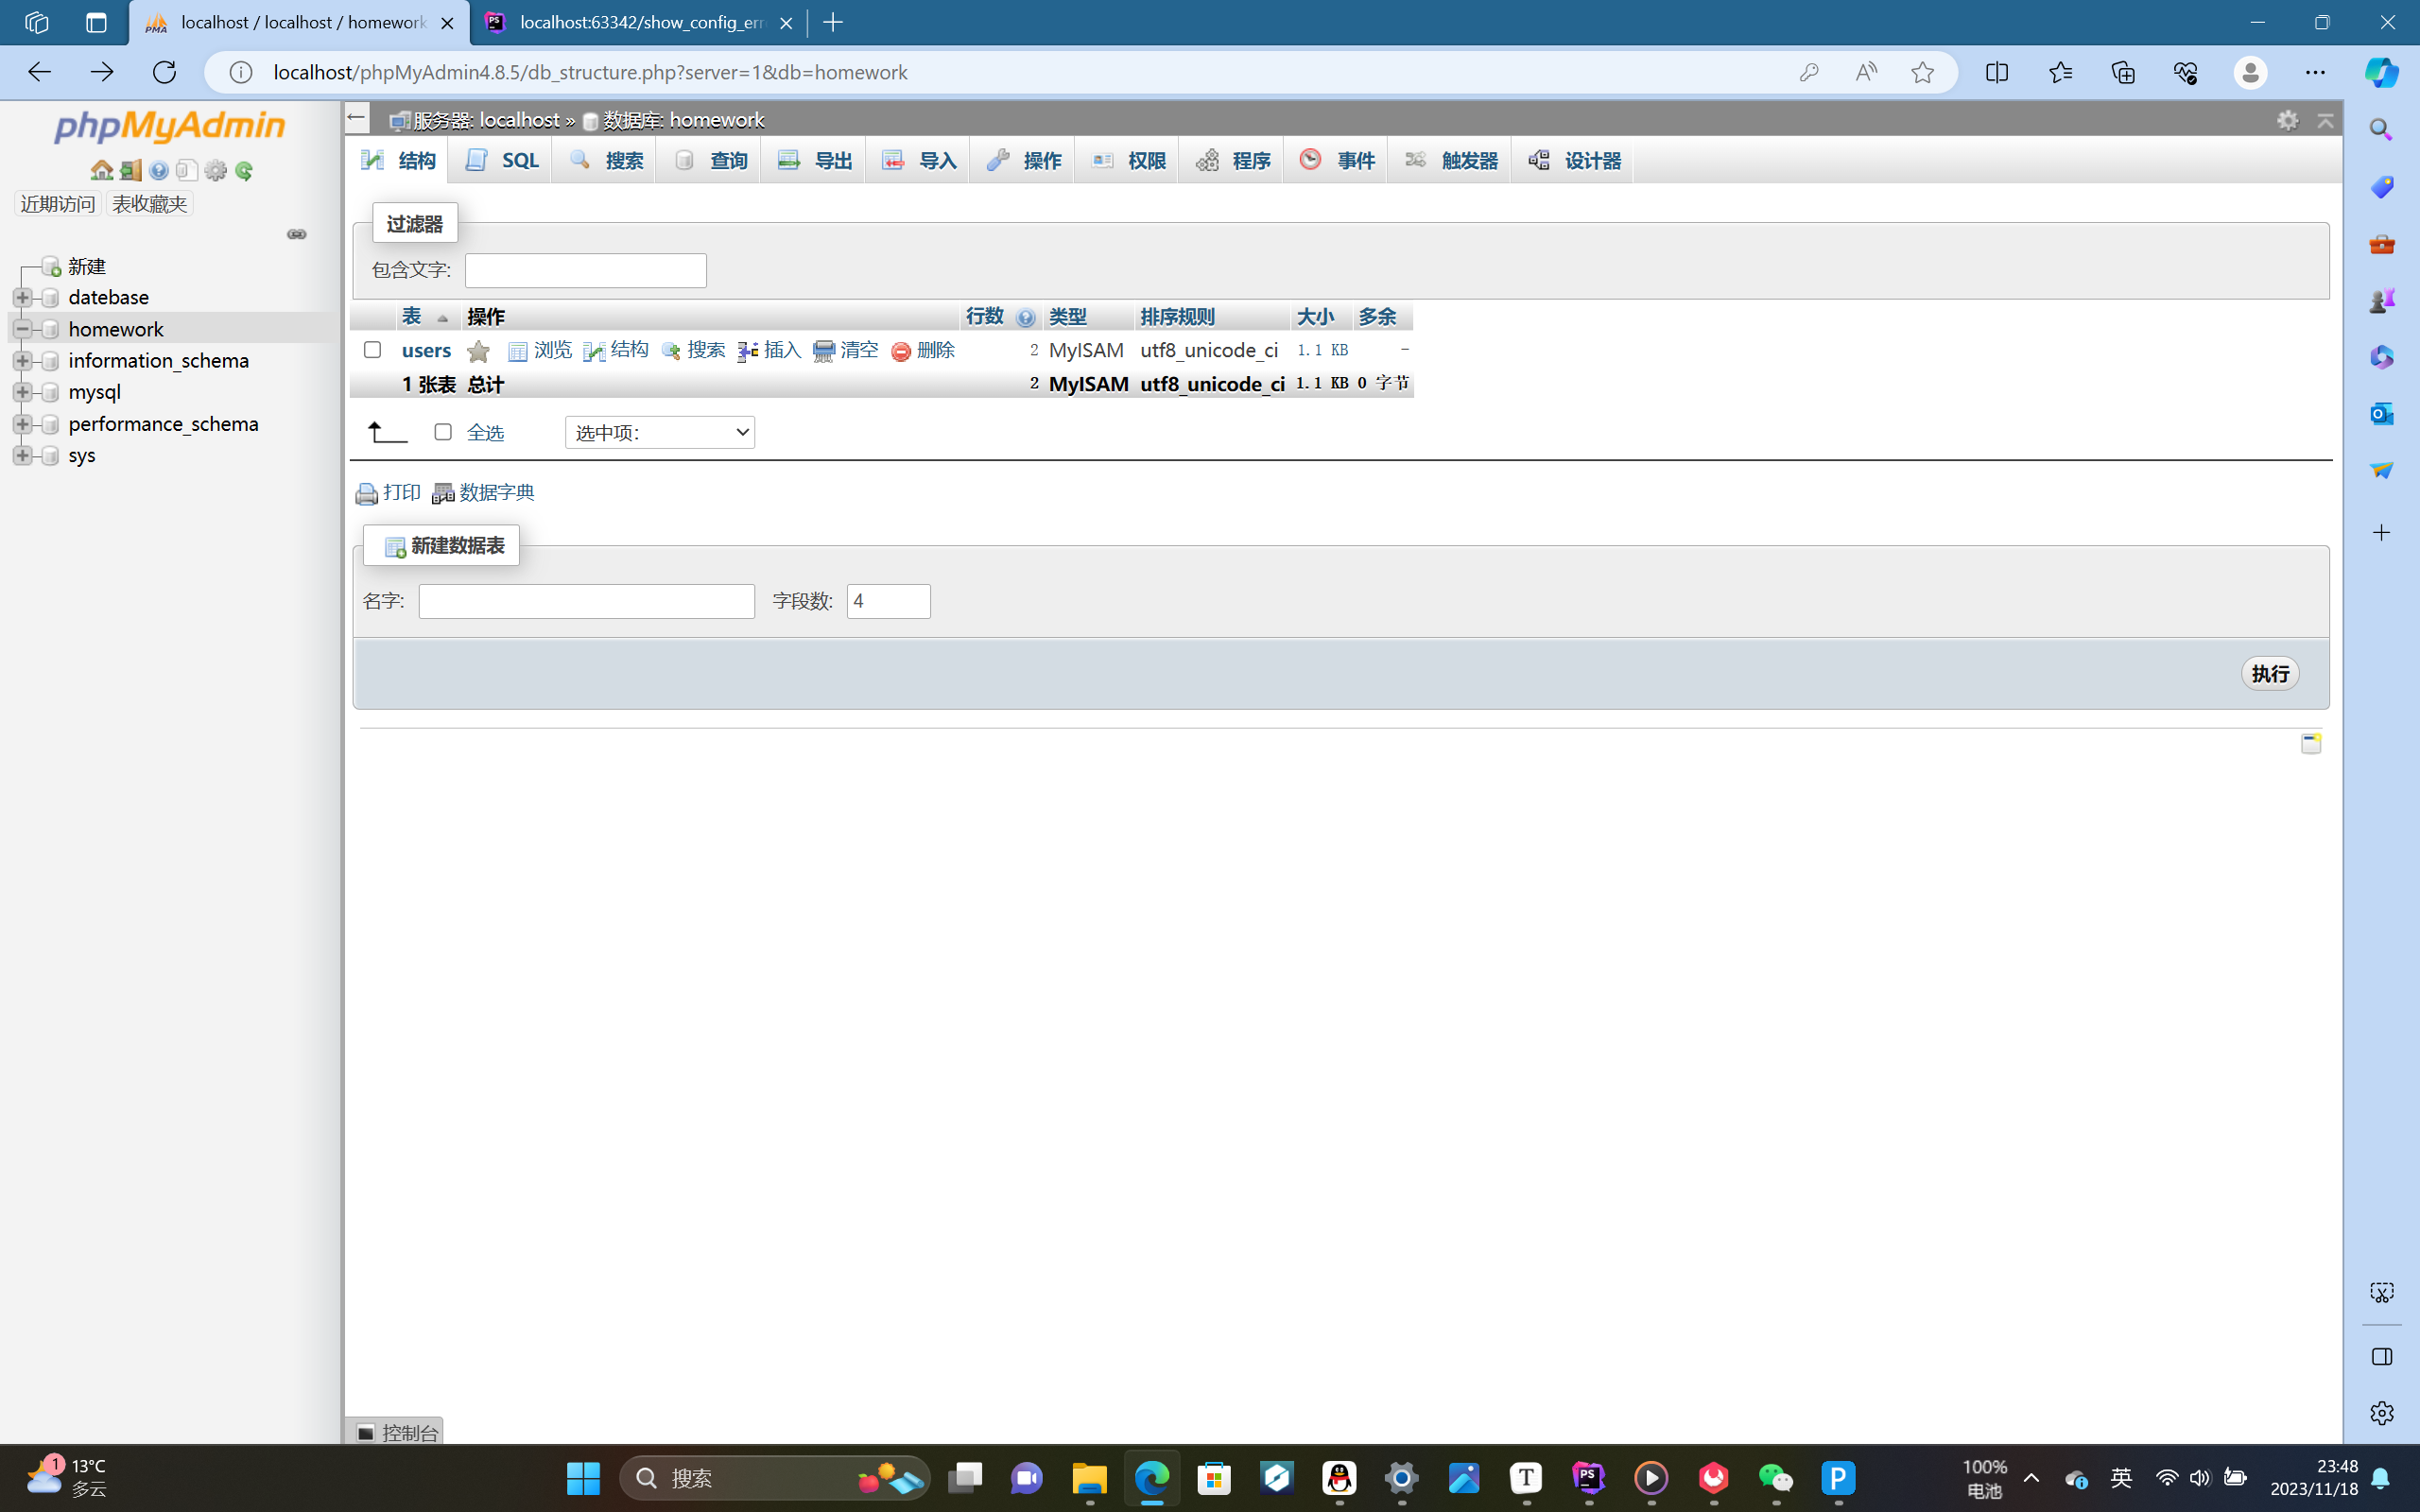 localhost / localhost / homework
localhost:63342/show_config_err
localhost/phpMyAdmin4.8.5/db_structure.php?server=1&db=homework
phpMyAdmin
近期访问 表收藏夹
新建
datebase
homework
information_schema
mysql
performance_schema
sys
服务器: localhost » 数据库: homework
结构 SQL 搜索 查询 导出 导入 操作 权限 程序 事件 触发器 设计器
过滤器
包含文字:
表 操作 行数 类型 排序规则 大小 多余
users 浏览 结构 搜索 插入 清空 删除 2 MyISAM utf8_unicode_ci 1.1 KB -
1 张表 总计 2 MyISAM utf8_unicode_ci 1.1 KB 0 字节
全选 选中项:
打印 数据字典
新建数据表
名字: 字段数: 4
执行
控制台
1 13°C
多云
搜索
100%
电池
英
23:48
2023/11/18